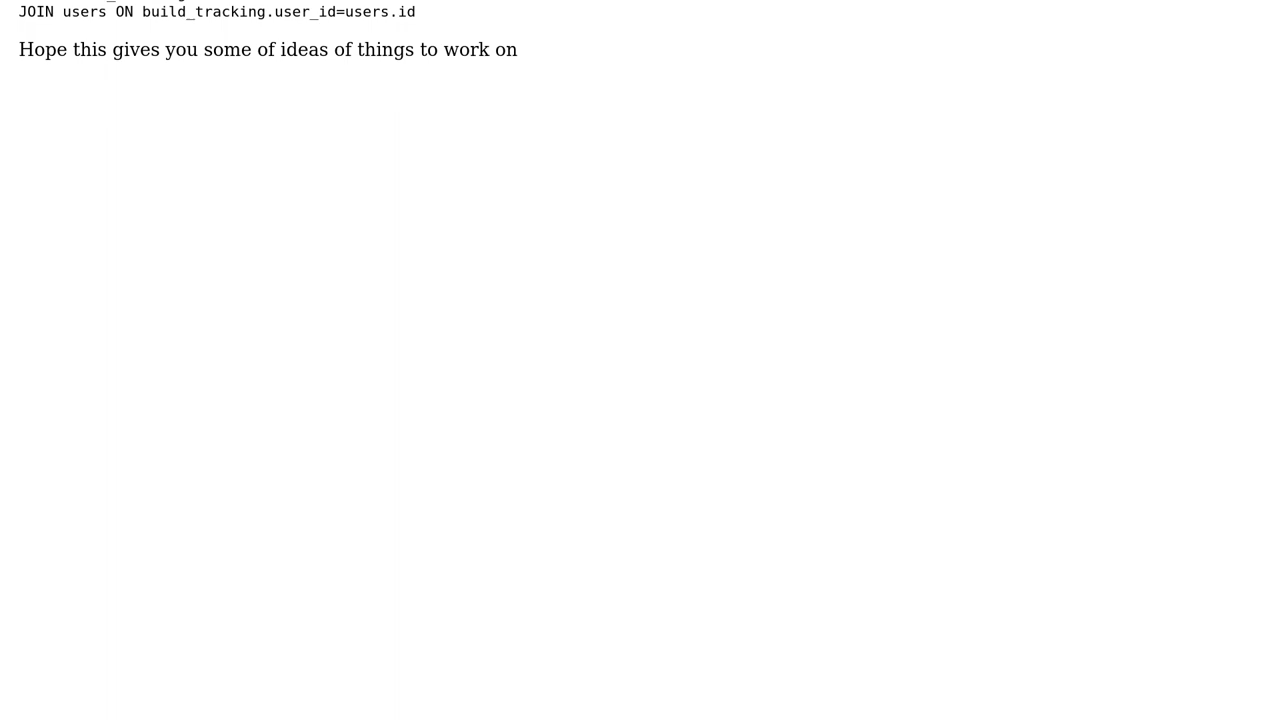 JOIN users ON build_tracking.user_id=users.id
Hope this gives you some of ideas of things to work on